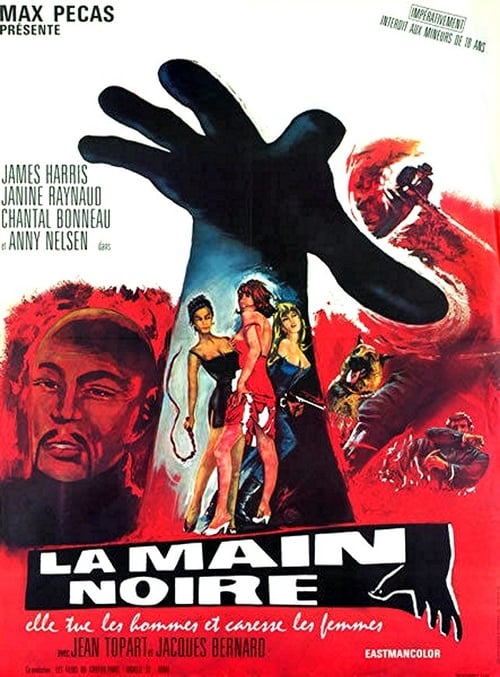 MAX PECAS
PRÉSENTE
IMPÉRATIVEMENT
INTERDIT AUX MINEURS DE 18 ANS
JAMES HARRIS
JANINE RAYNAUD
CHANTAL BONNEAU
et ANNY NELSEN dans
LA MAIN
NOIRE
elle tue les hommes et caresse les femmes
avec JEAN TOPART et JACQUES BERNARD
EASTMANCOLOR